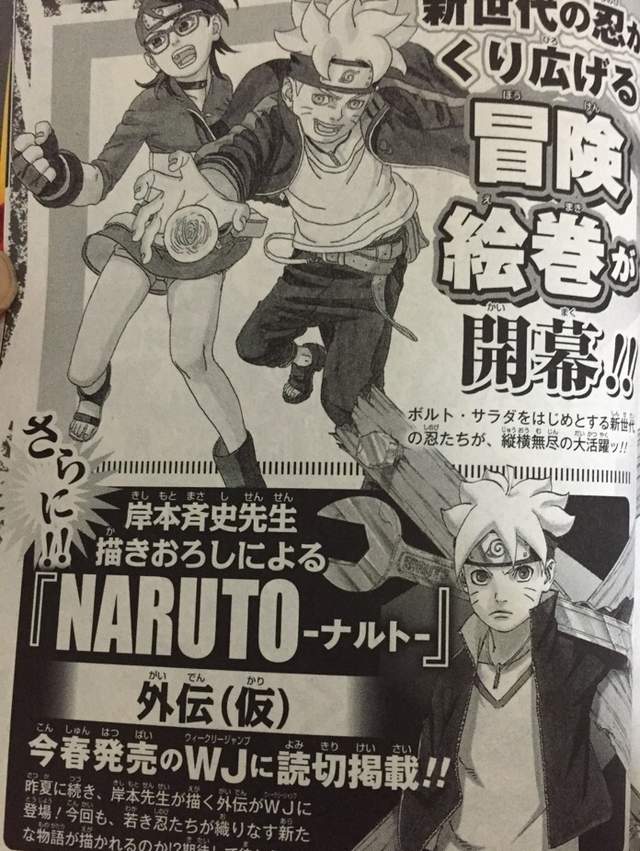 新世代の忍が
くり広げる
冒険
絵巻が
開幕!!
ボルト・サラダをはじめとする新世代
の忍たちが、縦横無尽の大活躍ッ!!
さらに!!
岸本斉史先生
描きおろしによる
『NARUTO-ナルト-』
外伝(仮)
今春発売のWJに読切掲載!!
昨夏に続き、岸本先生が描く外伝がWJに
登場!今回も、若き忍たちが織りなす新た
な物語が描かれるのか!?期待して